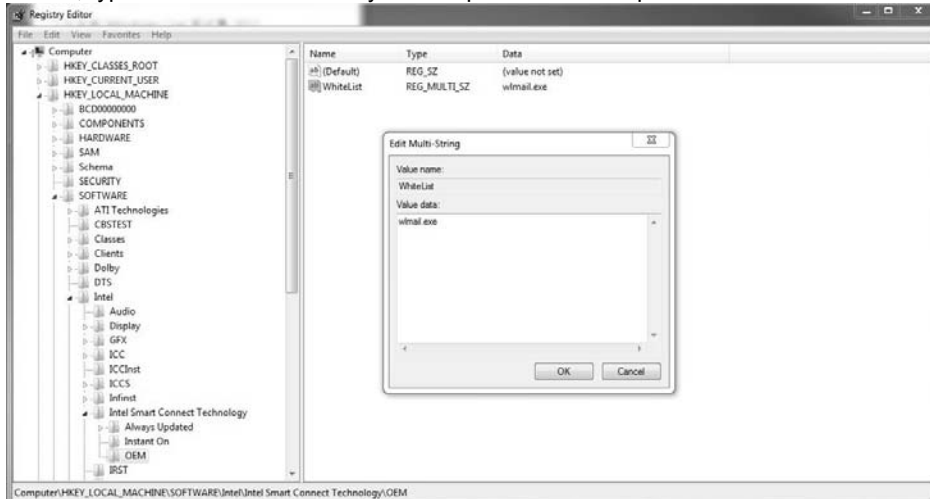 Registry Editor
File Edit View Favorites Help
Computer
HKEY_CLASSES_ROOT
HKEY_CURRENT_USER
HKEY_LOCAL_MACHINE
BCD00000000
COMPONENTS
HARDWARE
SAM
Schema
SECURITY
SOFTWARE
ATI Technologies
CBSTEST
Classes
Clients
Dolby
DTS
Intel
Audio
Display
GFX
ICC
ICCInst
ICCS
Infinst
Intel Smart Connect Technology
Always Updated
Instant On
OEM
IRST
Name Type Data
(Default) REG_SZ (value not set)
WhiteList REG_MULTI_SZ wlmail.exe
Edit Multi-String
Value name:
WhiteList
Value data:
wlmail.exe
OK Cancel
Computer\HKEY_LOCAL_MACHINE\SOFTWARE\Intel\Intel Smart Connect Technology\OEM